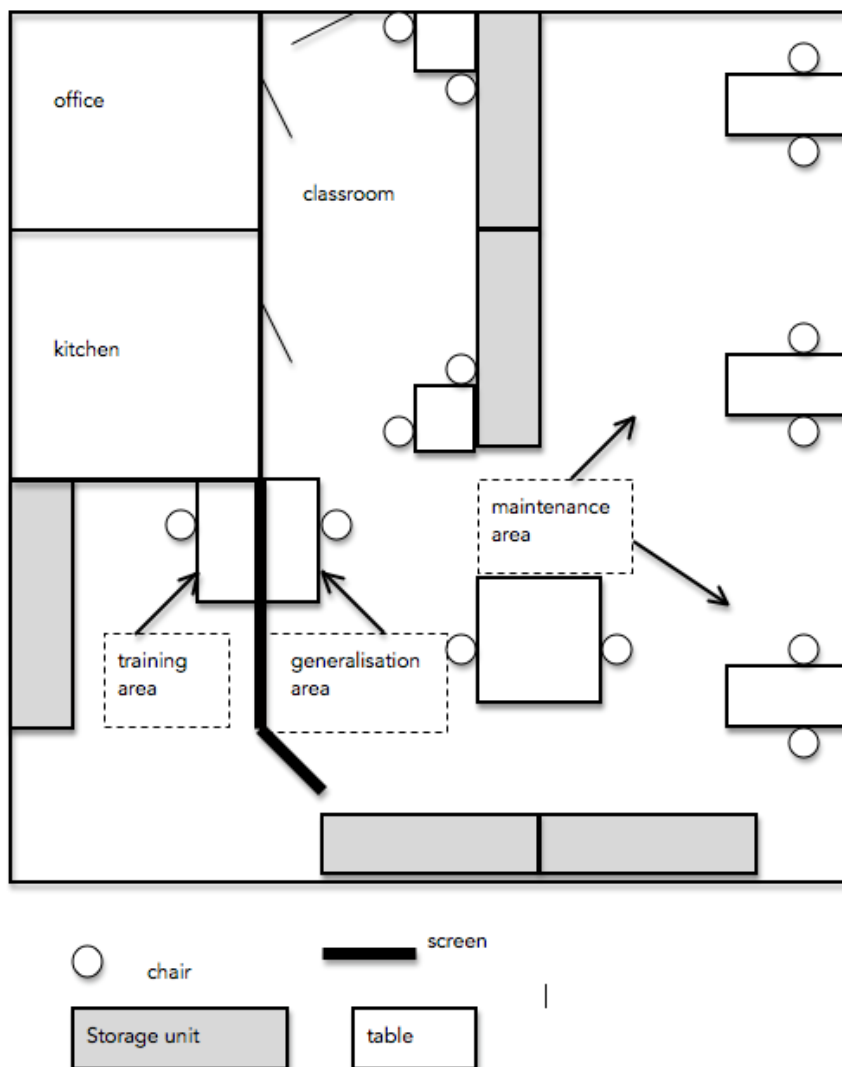 office
classroom
kitchen
maintenance
area
training
area
generalisation
area
screen
chair
Storage unit
table